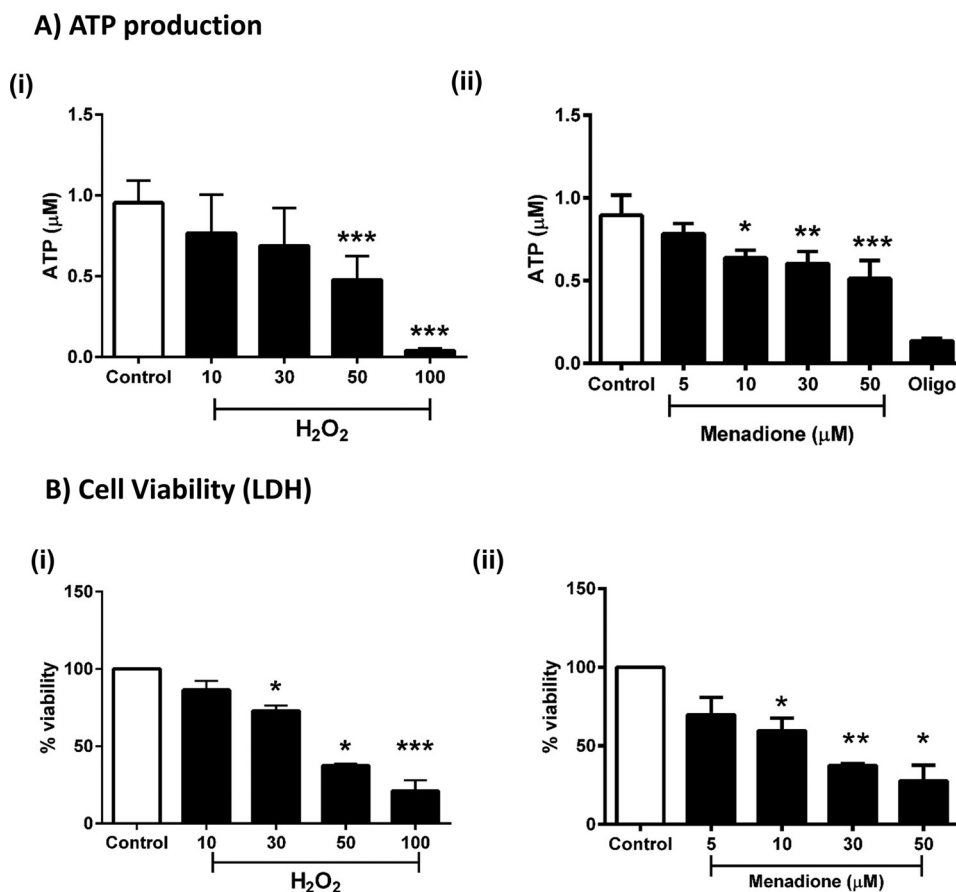 A) ATP production
(i)
(ii)
1.5
1.0
0.5
0.0
ATP (μM)
***
***
Control 10 30 50 100
H₂O₂
1.5
1.0
0.5
0.0
ATP (μM)
*
**
***
Control 5 10 30 50 Oligo
Menadione (μM)
B) Cell Viability (LDH)
(i)
(ii)
150
100
50
0
% viability
*
*
***
Control 10 30 50 100
H₂O₂
150
100
50
0
% viability
*
**
*
Control 5 10 30 50
Menadione (μM)